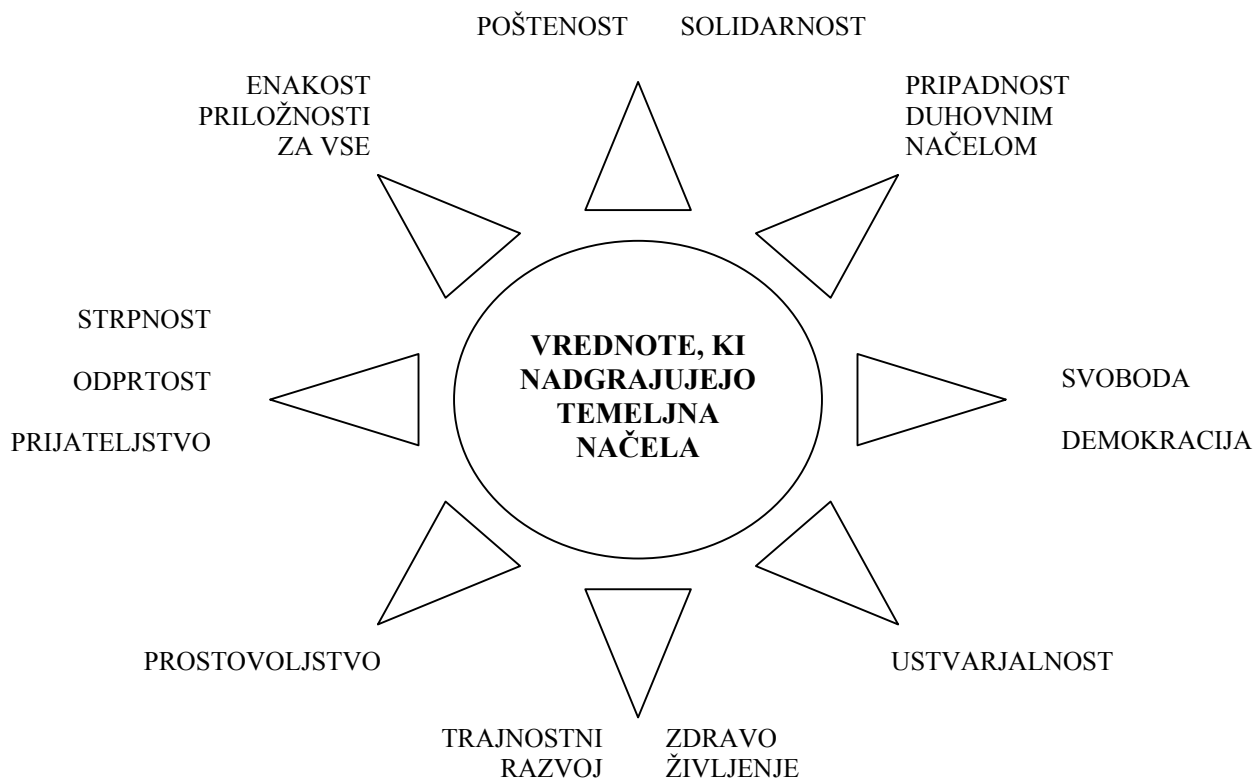 POŠTENOST SOLIDARNOST
ENAKOST
PRILOŽNOSTI
ZA VSE
PRIPADNOST
DUHOVNIM
NAČELOM
STRPNOST
ODPRTOST
PRIJATELJSTVO
VREDNOTE, KI
NADGRAJUJEJO
TEMELJNA
NAČELA
SVOBODA
DEMOKRACIJA
PROSTOVOLJSTVO
USTVARJALNOST
TRAJNOSTNI
RAZVOJ
ZDRAVO
ŽIVLJENJE